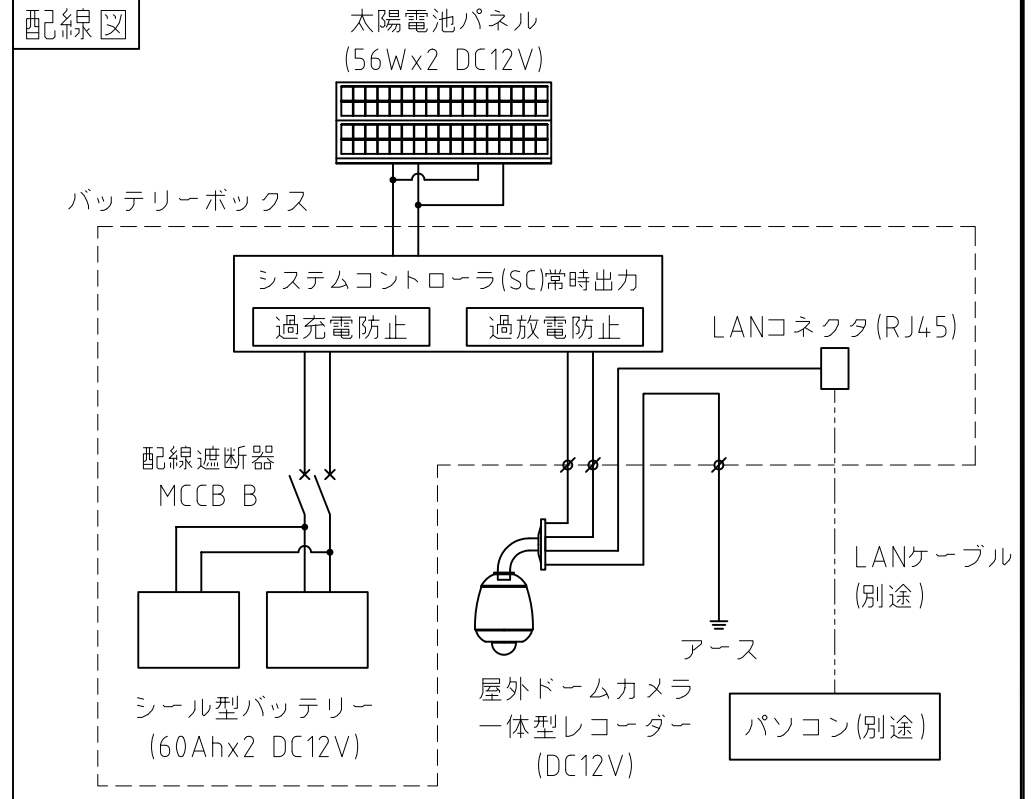 配線図
太陽電池パネル
(56Wx2 DC12V)
バッテリーボックス
システムコントローラ(SC)常時出力
過充電防止
過放電防止
LANコネクタ(RJ45)
配線遮断器
MCCB B
LANケーブル
(別途)
アース
シール型バッテリー
(60Ahx2 DC12V)
屋外ドームカメラ
一体型レコーダー
(DC12V)
パソコン(別途)